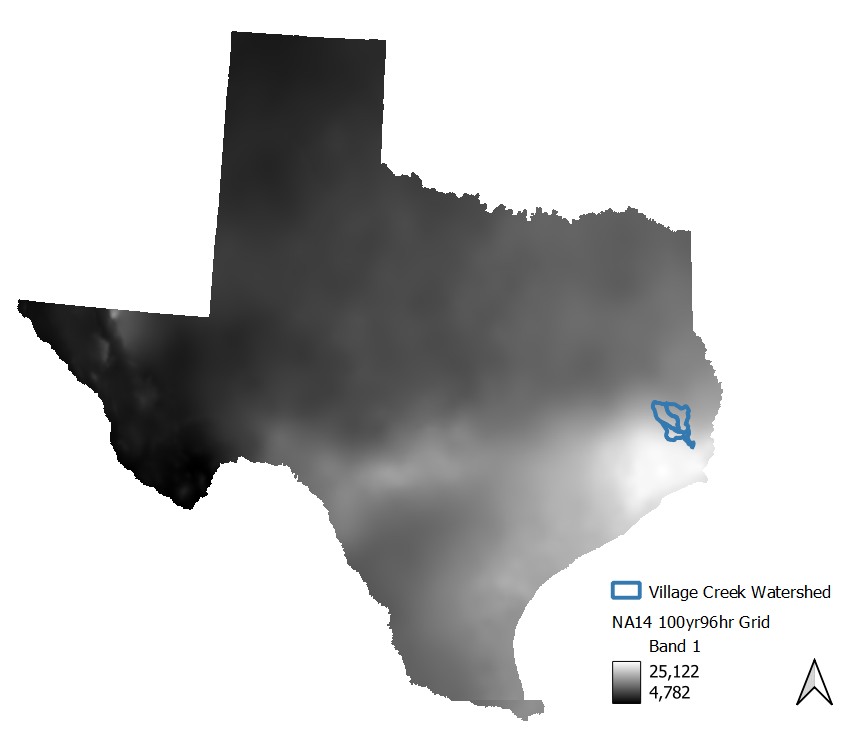 Village Creek Watershed
NA14 100yr96hr Grid
Band 1
25,122
4,782